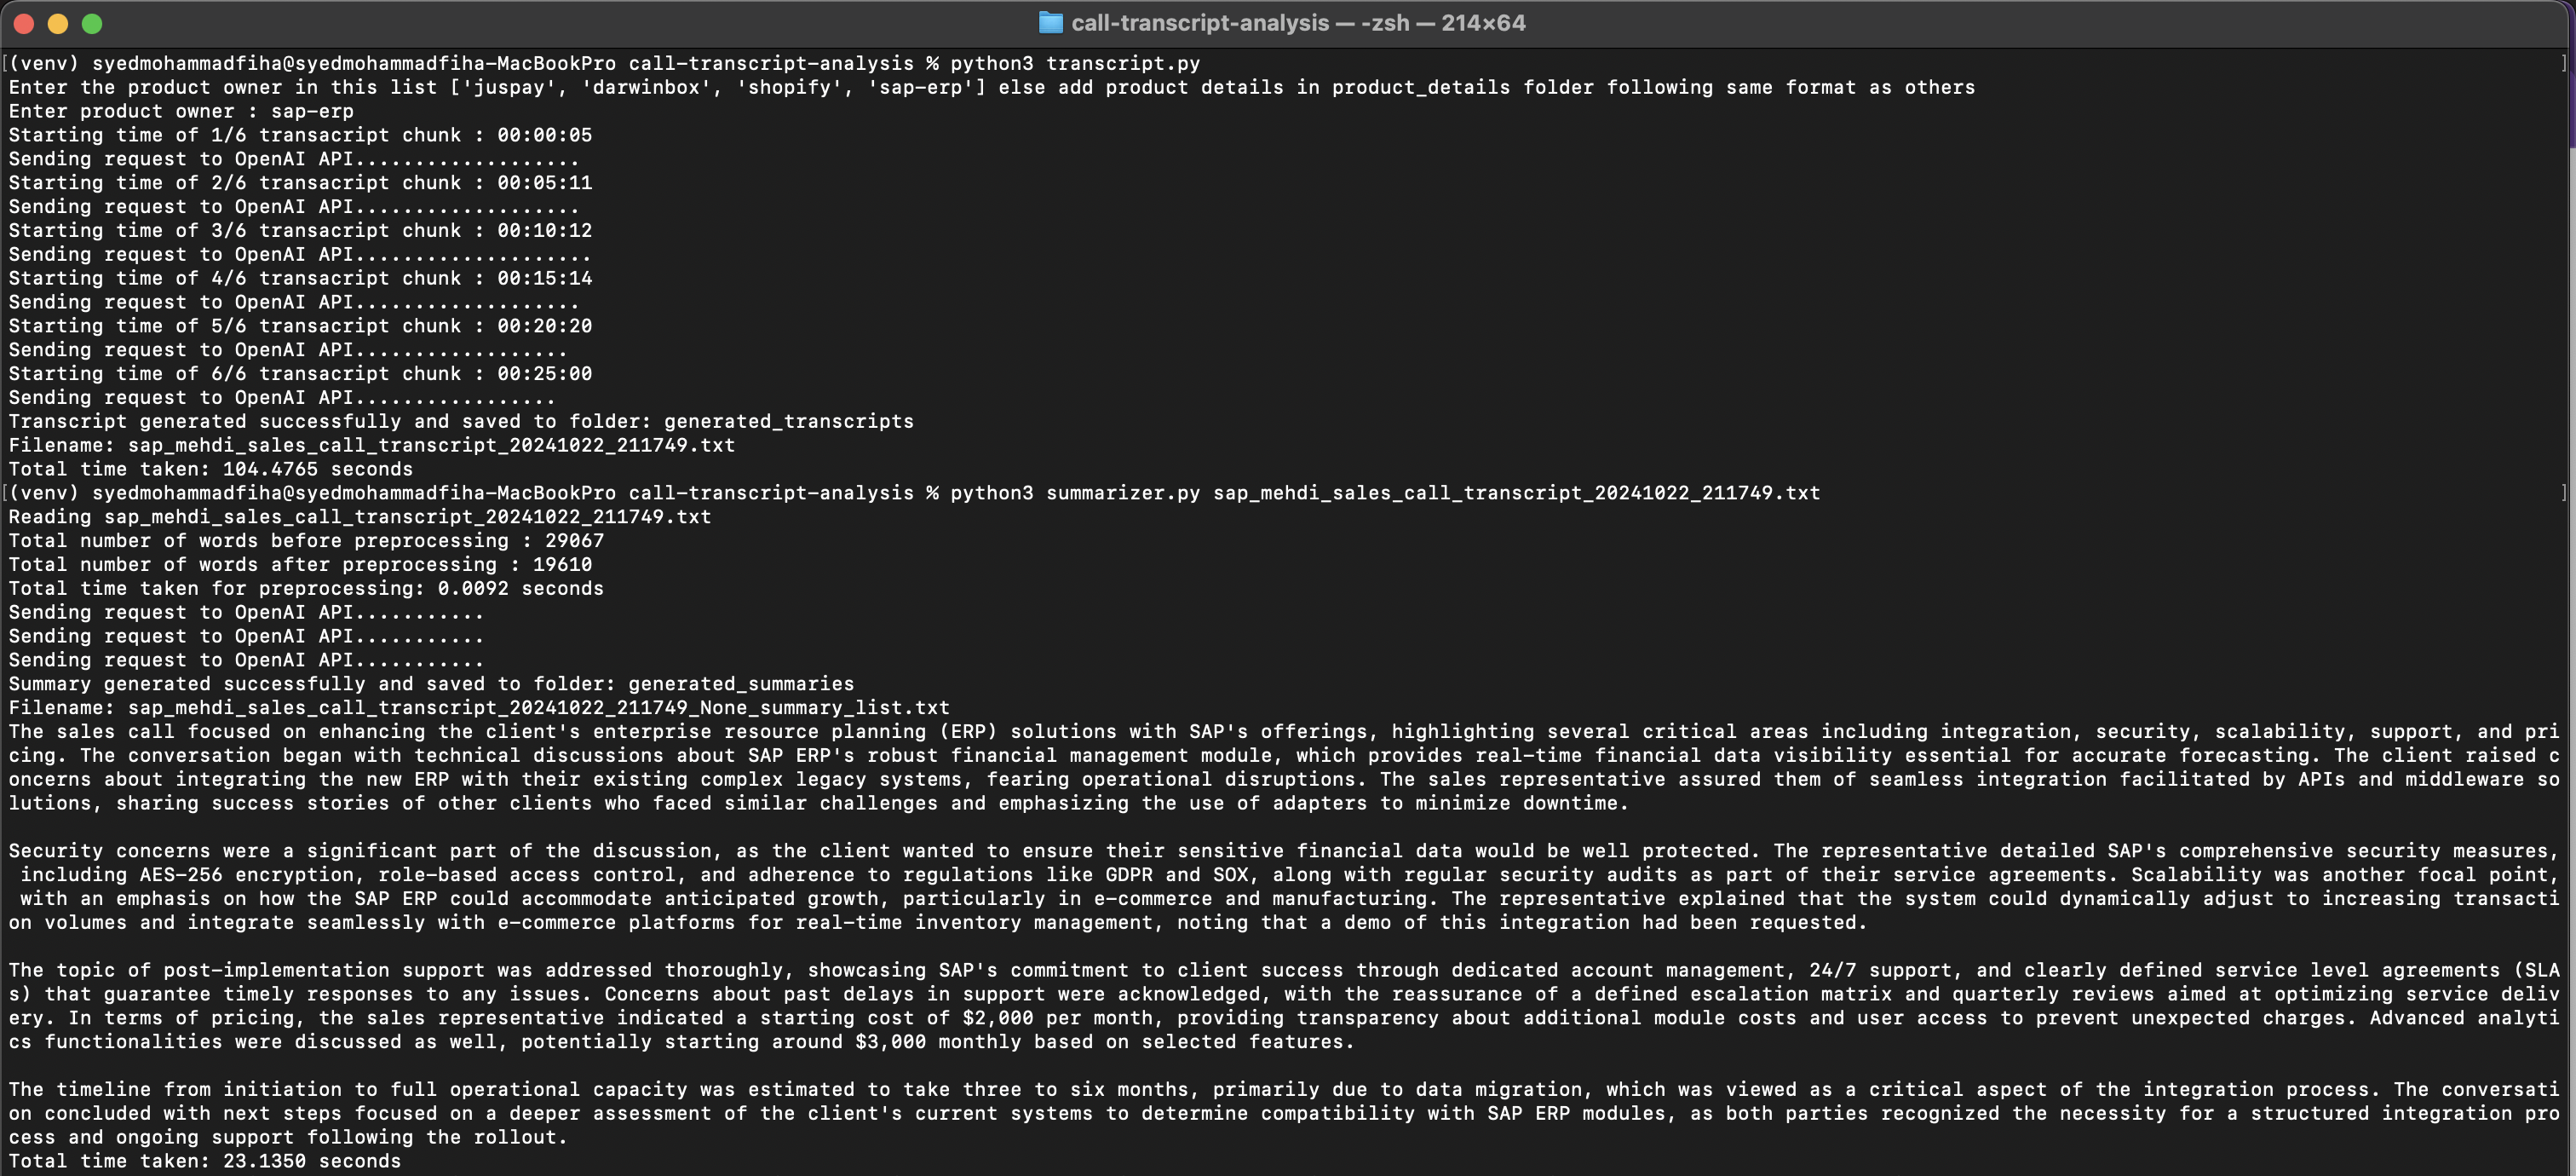 call-transcript-analysis — -zsh — 214×64
[(venv) syedmohammadfiha@syedmohammadfiha-MacBookPro call-transcript-analysis % python3 transcript.py ]
Enter the product owner in this list ['juspay', 'darwinbox', 'shopify', 'sap-erp'] else add product details in product_details folder following same format as others
Enter product owner : sap-erp
Starting time of 1/6 transacript chunk : 00:00:05
Sending request to OpenAI API...................
Starting time of 2/6 transacript chunk : 00:05:11
Sending request to OpenAI API...................
Starting time of 3/6 transacript chunk : 00:10:12
Sending request to OpenAI API....................
Starting time of 4/6 transacript chunk : 00:15:14
Sending request to OpenAI API...................
Starting time of 5/6 transacript chunk : 00:20:20
Sending request to OpenAI API..................
Starting time of 6/6 transacript chunk : 00:25:00
Sending request to OpenAI API.................
Transcript generated successfully and saved to folder: generated_transcripts
Filename: sap_mehdi_sales_call_transcript_20241022_211749.txt
Total time taken: 104.4765 seconds
[(venv) syedmohammadfiha@syedmohammadfiha-MacBookPro call-transcript-analysis % python3 summarizer.py sap_mehdi_sales_call_transcript_20241022_211749.txt ]
Reading sap_mehdi_sales_call_transcript_20241022_211749.txt
Total number of words before preprocessing : 29067
Total number of words after preprocessing : 19610
Total time taken for preprocessing: 0.0092 seconds
Sending request to OpenAI API...........
Sending request to OpenAI API...........
Sending request to OpenAI API...........
Summary generated successfully and saved to folder: generated_summaries
Filename: sap_mehdi_sales_call_transcript_20241022_211749_None_summary_list.txt
The sales call focused on enhancing the client's enterprise resource planning (ERP) solutions with SAP's offerings, highlighting several critical areas including integration, security, scalability, support, and pri
cing. The conversation began with technical discussions about SAP ERP's robust financial management module, which provides real-time financial data visibility essential for accurate forecasting. The client raised c
oncerns about integrating the new ERP with their existing complex legacy systems, fearing operational disruptions. The sales representative assured them of seamless integration facilitated by APIs and middleware so
lutions, sharing success stories of other clients who faced similar challenges and emphasizing the use of adapters to minimize downtime.
Security concerns were a significant part of the discussion, as the client wanted to ensure their sensitive financial data would be well protected. The representative detailed SAP's comprehensive security measures,
including AES-256 encryption, role-based access control, and adherence to regulations like GDPR and SOX, along with regular security audits as part of their service agreements. Scalability was another focal point,
with an emphasis on how the SAP ERP could accommodate anticipated growth, particularly in e-commerce and manufacturing. The representative explained that the system could dynamically adjust to increasing transacti
on volumes and integrate seamlessly with e-commerce platforms for real-time inventory management, noting that a demo of this integration had been requested.
The topic of post-implementation support was addressed thoroughly, showcasing SAP's commitment to client success through dedicated account management, 24/7 support, and clearly defined service level agreements (SLA
s) that guarantee timely responses to any issues. Concerns about past delays in support were acknowledged, with the reassurance of a defined escalation matrix and quarterly reviews aimed at optimizing service deliv
ery. In terms of pricing, the sales representative indicated a starting cost of $2,000 per month, providing transparency about additional module costs and user access to prevent unexpected charges. Advanced analyti
cs functionalities were discussed as well, potentially starting around $3,000 monthly based on selected features.
The timeline from initiation to full operational capacity was estimated to take three to six months, primarily due to data migration, which was viewed as a critical aspect of the integration process. The conversati
on concluded with next steps focused on a deeper assessment of the client's current systems to determine compatibility with SAP ERP modules, as both parties recognized the necessity for a structured integration pro
cess and ongoing support following the rollout.
Total time taken: 23.1350 seconds